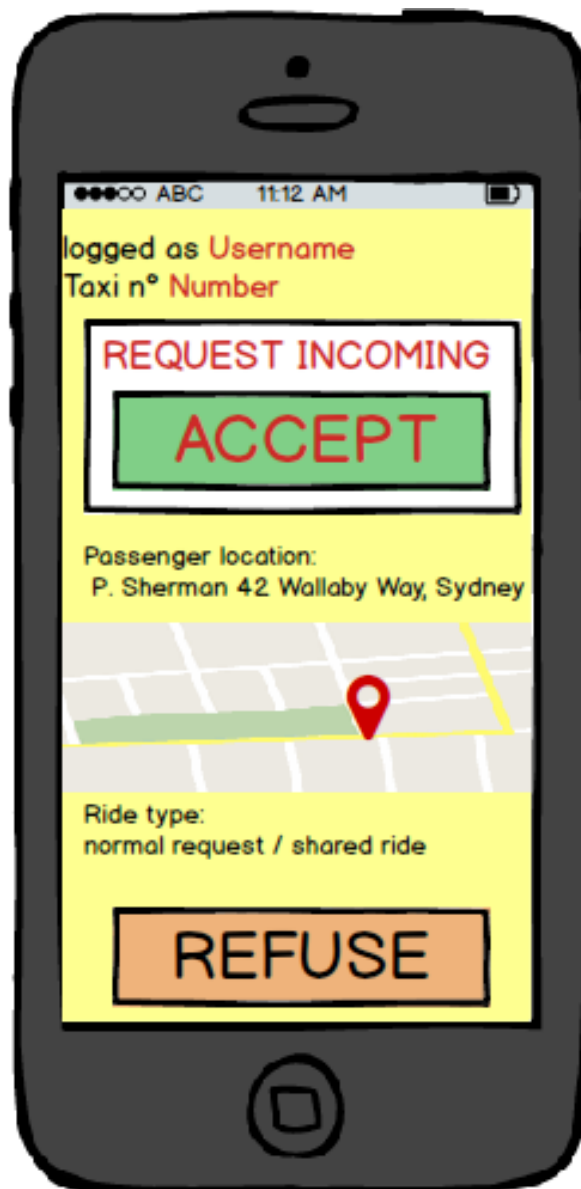 ABC 11:12 AM
logged as Username
Taxi n° Number
REQUEST INCOMING
ACCEPT
Passenger location:
P. Sherman 42 Wallaby Way, Sydney
Ride type:
normal request / shared ride
REFUSE